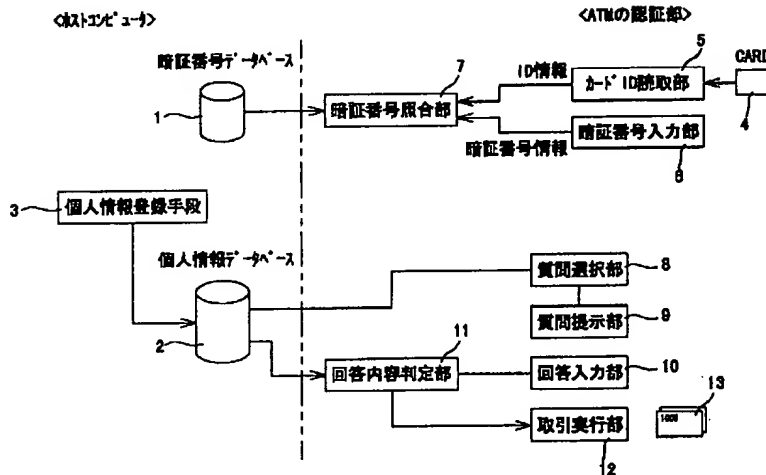 <ホストコンピュータ>
<ATMの認証部>
暗証番号データベース
1
7
暗証番号照合部
ID情報
5
カードID読取部
CARD
4
暗証番号情報
暗証番号入力部
6
3
個人情報登録手段
個人情報データベース
2
質問選択部
8
質問提示部
9
11
回答内容判定部
回答入力部
10
取引実行部
12
13